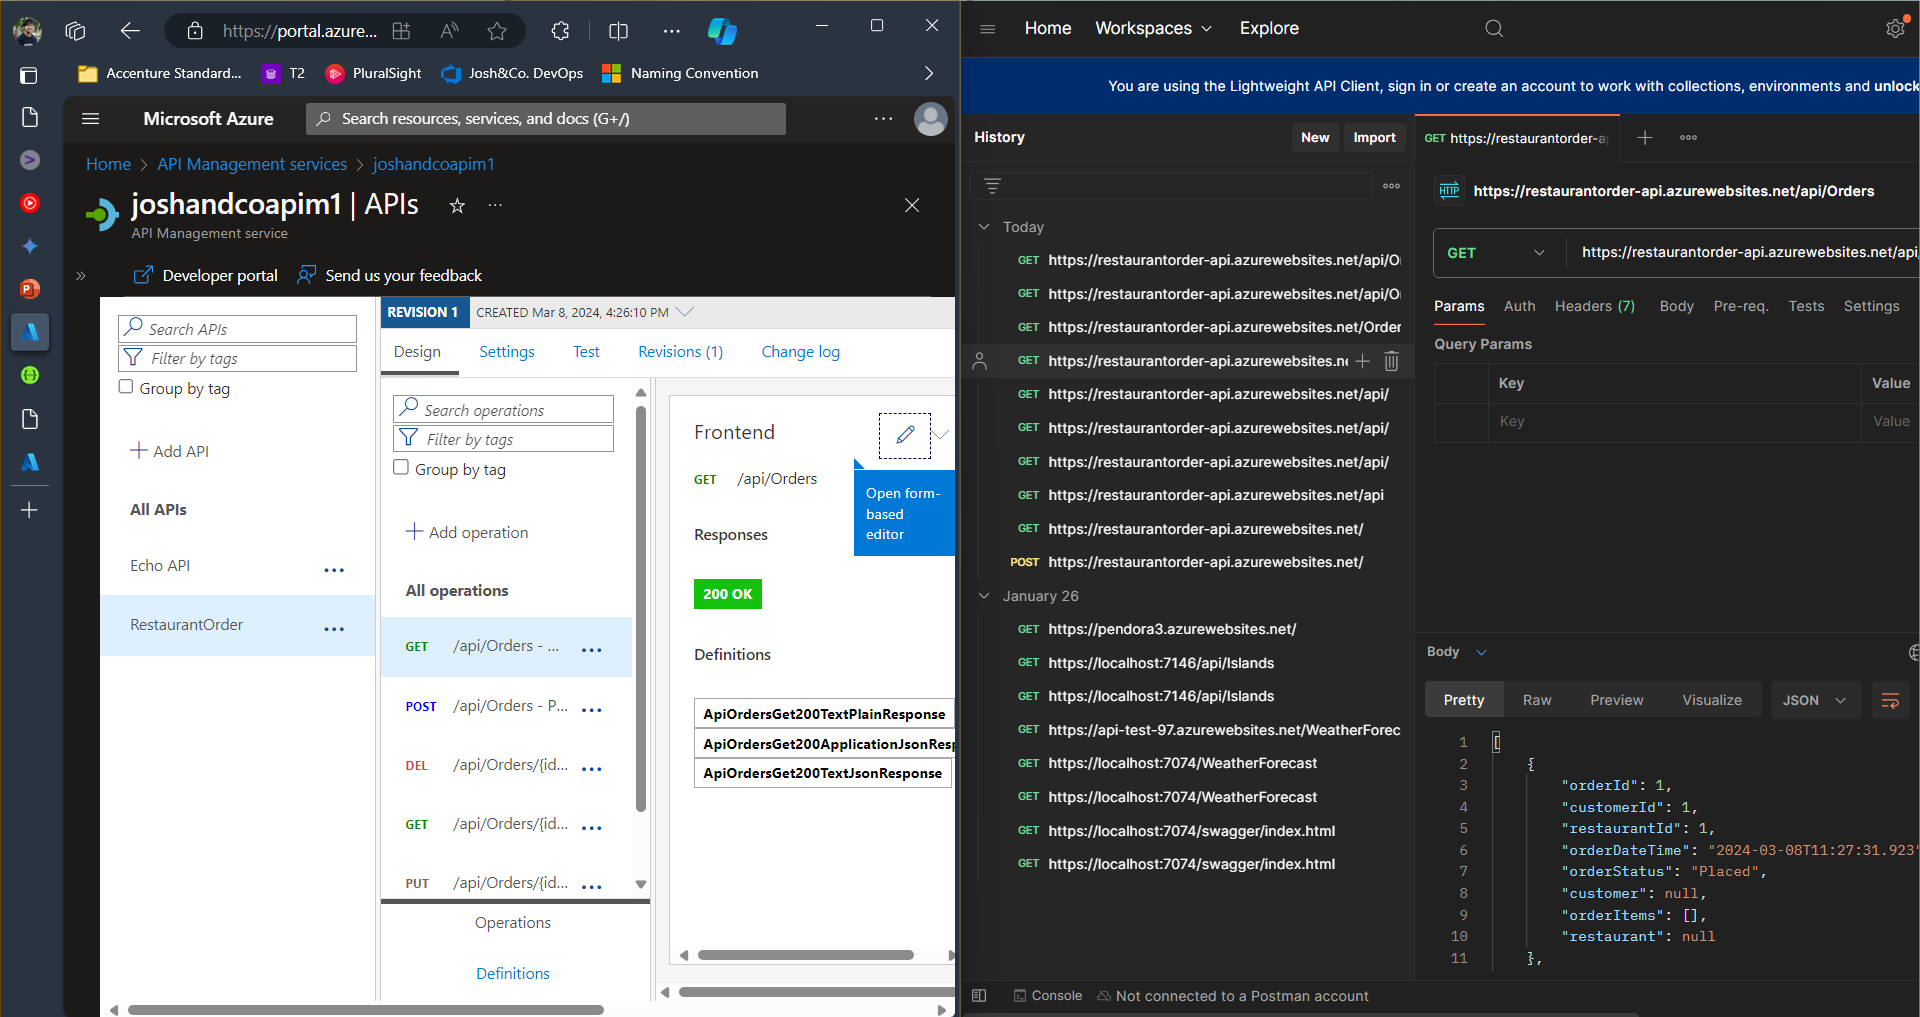 https://portal.azure...
Accenture Standard...
T2
PluralSight
Josh&Co. DevOps
Naming Convention
Microsoft Azure
Search resources, services, and docs (G+/)
Home > API Management services > joshandcoapim1
joshandcoapim1 | APIs
API Management service
Developer portal
Send us your feedback
Search APIs
Filter by tags
Group by tag
Add API
All APIs
Echo API
RestaurantOrder
REVISION 1
CREATED Mar 8, 2024, 4:26:10 PM
Design
Settings
Test
Revisions (1)
Change log
Search operations
Filter by tags
Group by tag
Add operation
All operations
GET /api/Orders - ...
POST /api/Orders - P...
DEL /api/Orders/{id...
GET /api/Orders/{id...
PUT /api/Orders/{id...
Operations
Definitions
Frontend
GET /api/Orders
Open form-
based
editor
Responses
200 OK
Definitions
ApiOrdersGet200TextPlainResponse
ApiOrdersGet200ApplicationJsonResp
ApiOrdersGet200TextJsonResponse
Home
Workspaces
Explore
You are using the Lightweight API Client, sign in or create an account to work with collections, environments and unlock
History
New
Import
Today
GET https://restaurantorder-api.azurewebsites.net/api/O
GET https://restaurantorder-api.azurewebsites.net/api/O
GET https://restaurantorder-api.azurewebsites.net/Order
GET https://restaurantorder-api.azurewebsites.ne
GET https://restaurantorder-api.azurewebsites.net/api/
GET https://restaurantorder-api.azurewebsites.net/api/
GET https://restaurantorder-api.azurewebsites.net/api/
GET https://restaurantorder-api.azurewebsites.net/api
GET https://restaurantorder-api.azurewebsites.net/
POST https://restaurantorder-api.azurewebsites.net/
January 26
GET https://pendora3.azurewebsites.net/
GET https://localhost:7146/api/Islands
GET https://localhost:7146/api/Islands
GET https://api-test-97.azurewebsites.net/WeatherForec
GET https://localhost:7074/WeatherForecast
GET https://localhost:7074/WeatherForecast
GET https://localhost:7074/swagger/index.html
GET https://localhost:7074/swagger/index.html
GET https://restaurantorder-a
HTTP https://restaurantorder-api.azurewebsites.net/api/Orders
GET
https://restaurantorder-api.azurewebsites.net/api
Params
Auth
Headers (7)
Body
Pre-req.
Tests
Settings
Query Params
Key Value
Key Value
Body
Pretty
Raw
Preview
Visualize
JSON
1 [
2 {
3 "orderId": 1,
4 "customerId": 1,
5 "restaurantId": 1,
6 "orderDateTime": "2024-03-08T11:27:31.923"
7 "orderStatus": "Placed",
8 "customer": null,
9 "orderItems": [],
10 "restaurant": null
11 },
Console
Not connected to a Postman account